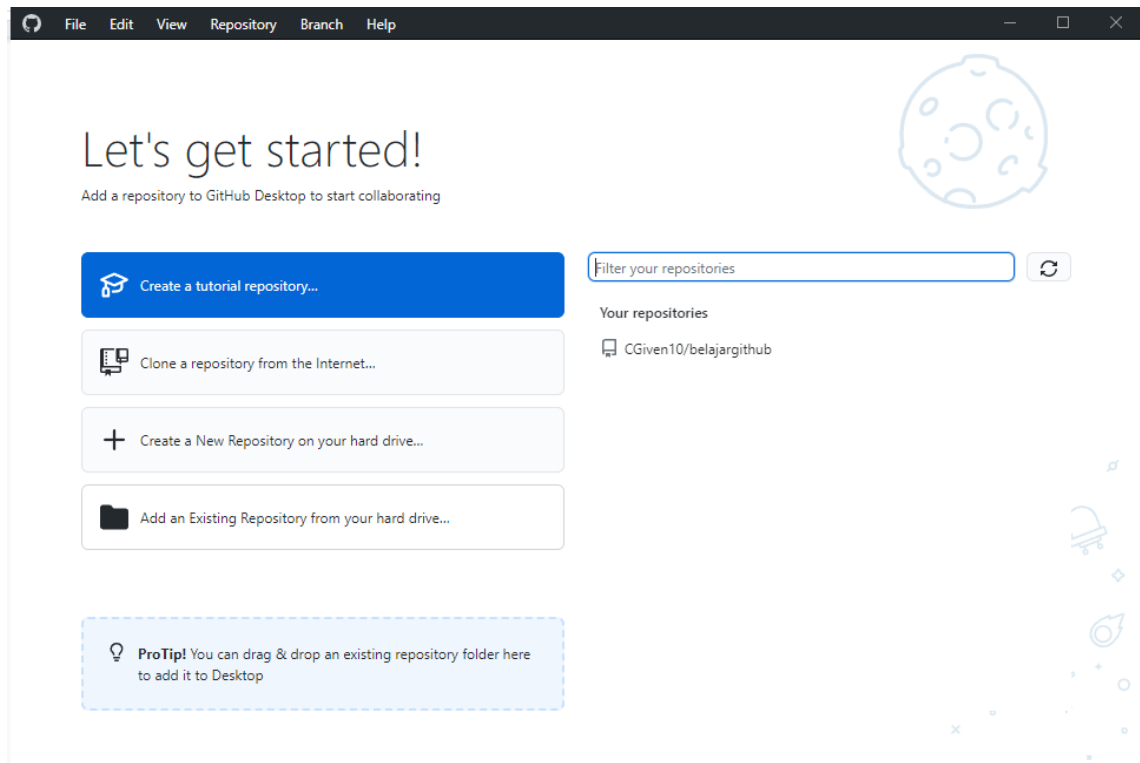 File Edit View Repository Branch Help
Let's get started!
Add a repository to GitHub Desktop to start collaborating
Create a tutorial repository...
Clone a repository from the Internet...
Create a New Repository on your hard drive...
Add an Existing Repository from your hard drive...
ProTip! You can drag & drop an existing repository folder here
to add it to Desktop
Filter your repositories
Your repositories
CGiven10/belajargithub